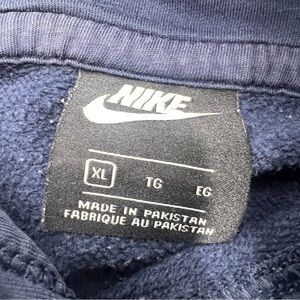 NIKE
XL TG EG
MADE IN PAKISTAN
FABRIQUE AU PAKISTAN